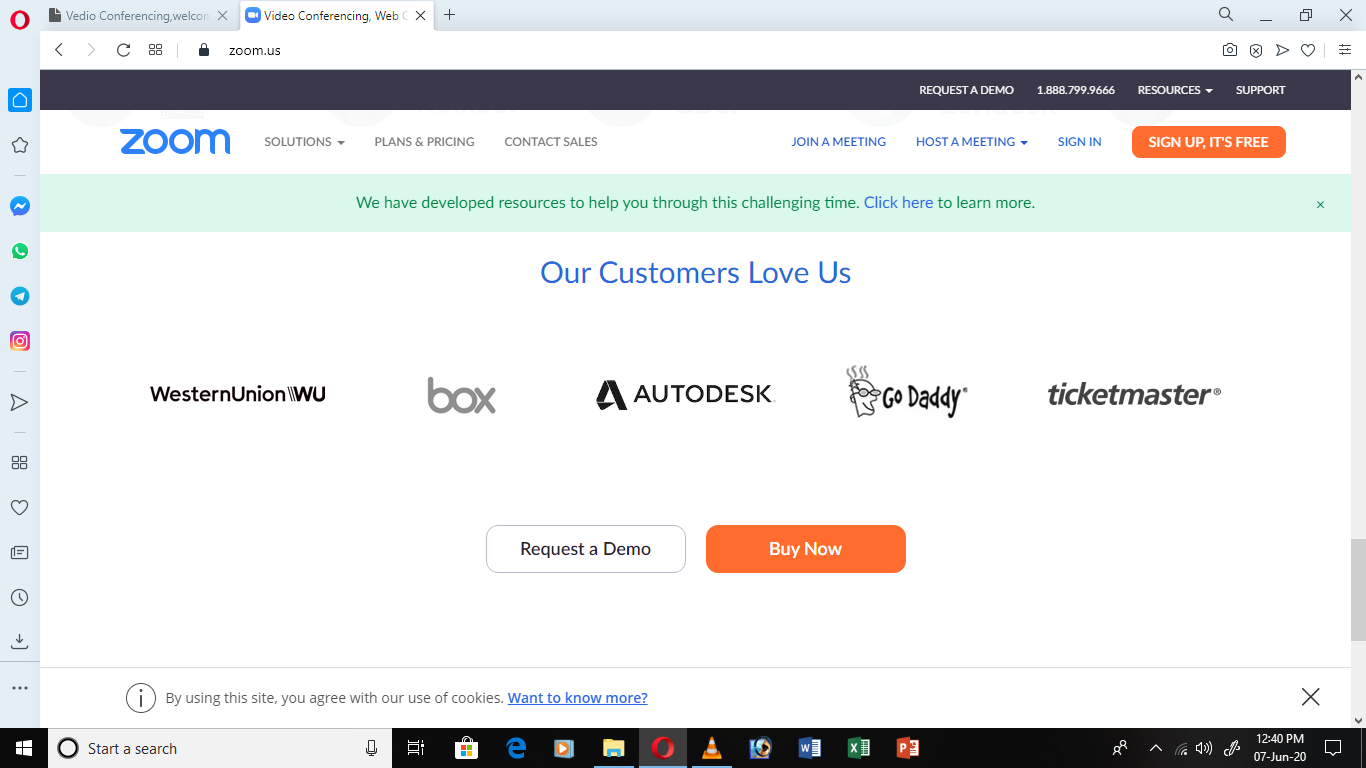 Vedio Conferencing,welcon
Video Conferencing, Web C
zoom.us
REQUEST A DEMO 1.888.799.9666 RESOURCES SUPPORT
zoom SOLUTIONS PLANS & PRICING CONTACT SALES JOIN A MEETING HOST A MEETING SIGN IN SIGN UP, IT'S FREE
We have developed resources to help you through this challenging time. Click here to learn more.
Our Customers Love Us
WesternUnion WU box AUTODESK Go Daddy ticketmaster
Request a Demo Buy Now
By using this site, you agree with our use of cookies. Want to know more?
Start a search
12:40 PM
07-Jun-20